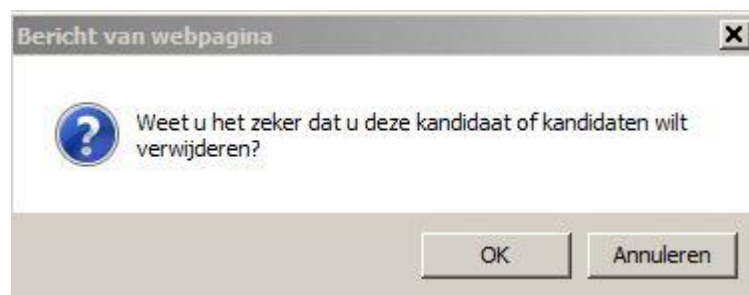 Bericht van webpagina
Weet u het zeker dat u deze kandidaat of kandidaten wilt
verwijderen?
OK
Annuleren